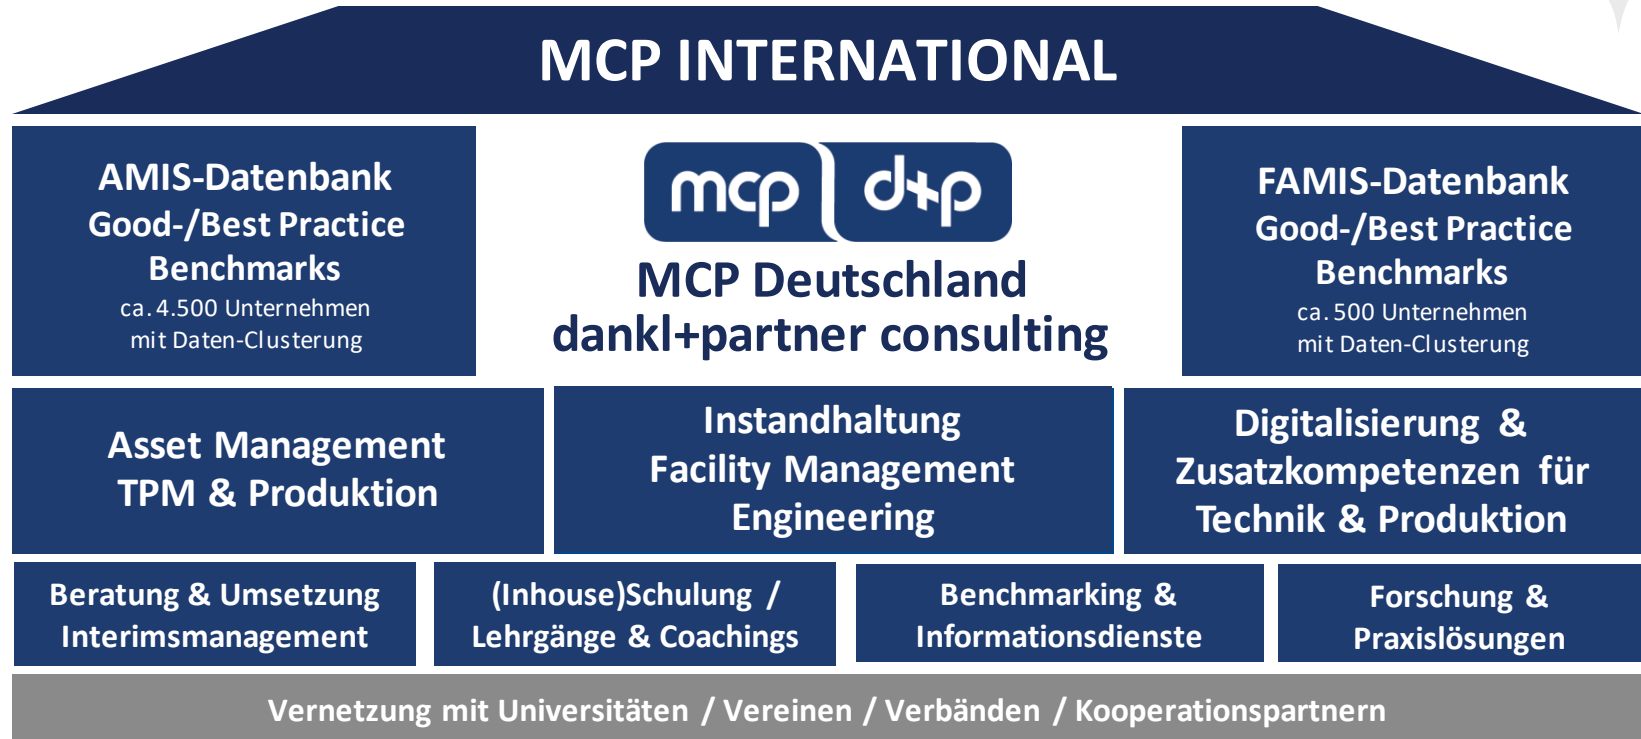 MCP INTERNATIONAL
AMIS-Datenbank
Good-/Best Practice
Benchmarks
ca. 4.500 Unternehmen
mit Daten-Clusterung
mcp d+p
MCP Deutschland
dankl+partner consulting
FAMIS-Datenbank
Good-/Best Practice
Benchmarks
ca. 500 Unternehmen
mit Daten-Clusterung
Asset Management
TPM & Produktion
Instandhaltung
Facility Management
Engineering
Digitalisierung &
Zusatzkompetenzen für
Technik & Produktion
Beratung & Umsetzung
Interimsmanagement
(Inhouse)Schulung /
Lehrgänge & Coachings
Benchmarking &
Informationsdienste
Forschung &
Praxislösungen
Vernetzung mit Universitäten / Vereinen / Verbänden / Kooperationspartnern